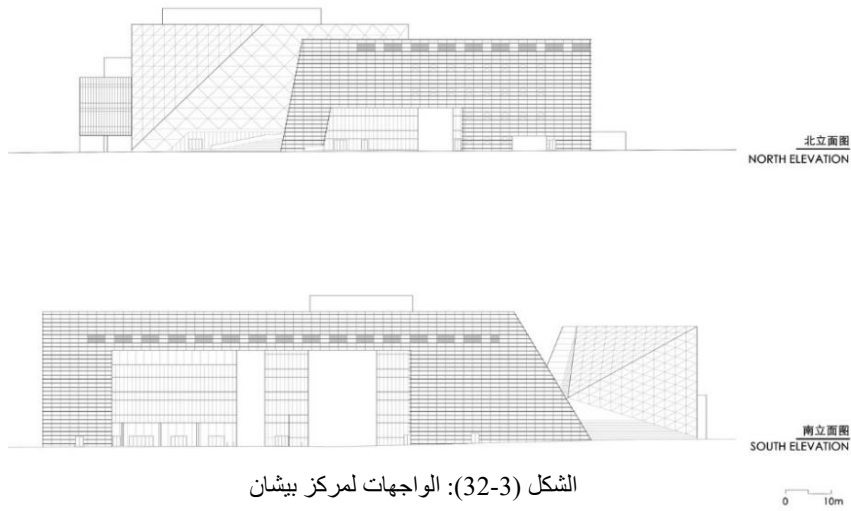 北立面图
NORTH ELEVATION
南立面图
SOUTH ELEVATION
الشكل (3-32): الواجهات لمركز بيشان
0 10m